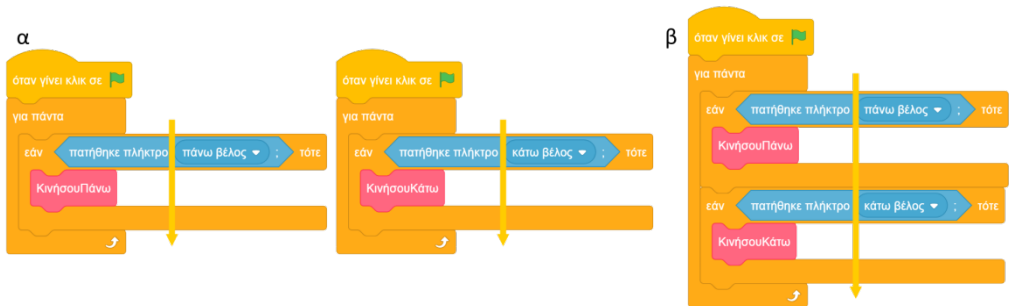 α
όταν γίνει κλικ σε
για πάντα
εάν πατήθηκε πλήκτρο πάνω βέλος ; τότε
ΚινήσουΠάνω
όταν γίνει κλικ σε
για πάντα
εάν πατήθηκε πλήκτρο κάτω βέλος ; τότε
ΚινήσουΚάτω
β
όταν γίνει κλικ σε
για πάντα
εάν πατήθηκε πλήκτρο πάνω βέλος ; τότε
ΚινήσουΠάνω
εάν πατήθηκε πλήκτρο κάτω βέλος ; τότε
ΚινήσουΚάτω